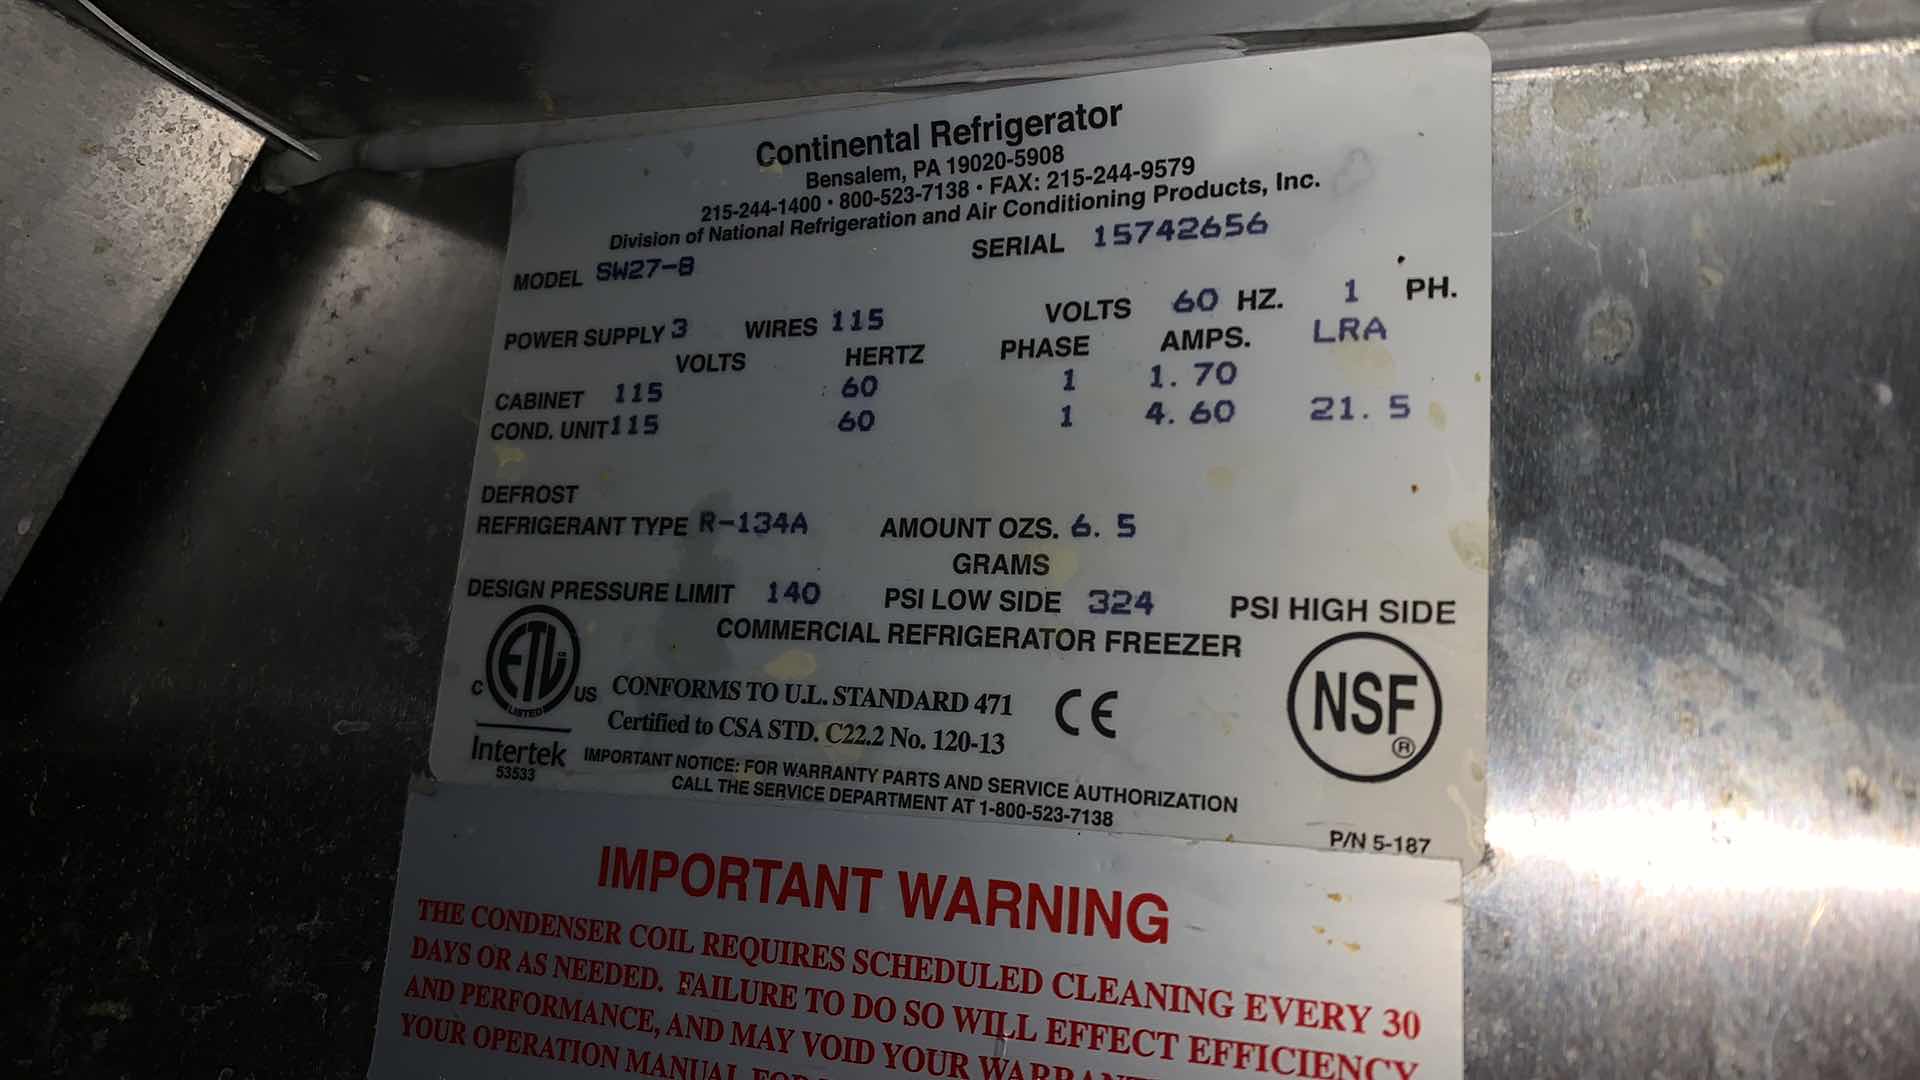 Continental Refrigerator
Bensalem, PA 19020-5908
215-244-1400 • 800-523-7138 • FAX: 215-244-9579
Division of National Refrigeration and Air Conditioning Products, Inc.
MODEL SW27-8 SERIAL 15742656
POWER SUPPLY 3 WIRES 115 VOLTS 60 HZ. 1 PH.
VOLTS HERTZ PHASE AMPS. LRA
CABINET 115 60 1 1.70
COND. UNIT 115 60 1 4.60 21.5
DEFROST
REFRIGERANT TYPE R-134A AMOUNT OZS. 6.5
GRAMS
DESIGN PRESSURE LIMIT 140 PSI LOW SIDE 324 PSI HIGH SIDE
COMMERCIAL REFRIGERATOR FREEZER
C ETL US LISTED
Intertek
53533
CONFORMS TO U.L. STANDARD 471
Certified to CSA STD. C22.2 No. 120-13
CE
NSF®
IMPORTANT NOTICE: FOR WARRANTY PARTS AND SERVICE AUTHORIZATION
CALL THE SERVICE DEPARTMENT AT 1-800-523-7138
P/N 5-187
IMPORTANT WARNING
THE CONDENSER COIL REQUIRES SCHEDULED CLEANING EVERY 30
DAYS OR AS NEEDED. FAILURE TO DO SO WILL EFFECT EFFICIENCY
AND PERFORMANCE, AND MAY VOID YOUR
YOUR OPERATION MANUAL